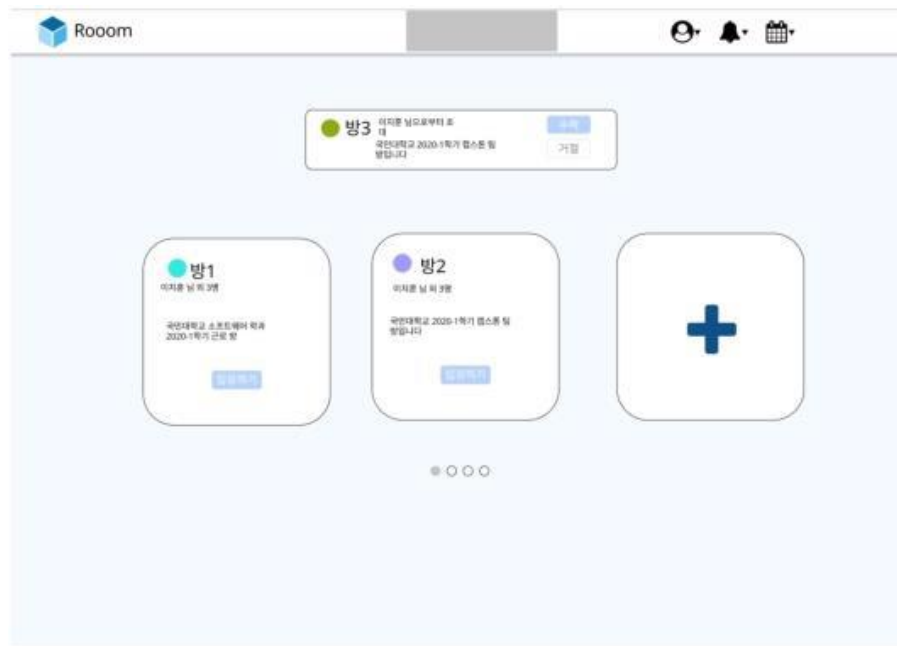 Rooom
방3
이지훈 님으로부터 초
대
수락
국민대학교 2020-1학기 캡스톤 팀
방입니다
거절
방1
이지훈 님 외 3명
국민대학교 소프트웨어 학과
2020-1학기 근로 방
입장하기
방2
이지훈 님 외 3명
국민대학교 2020-1학기 캡스톤 팀
방입니다
입장하기